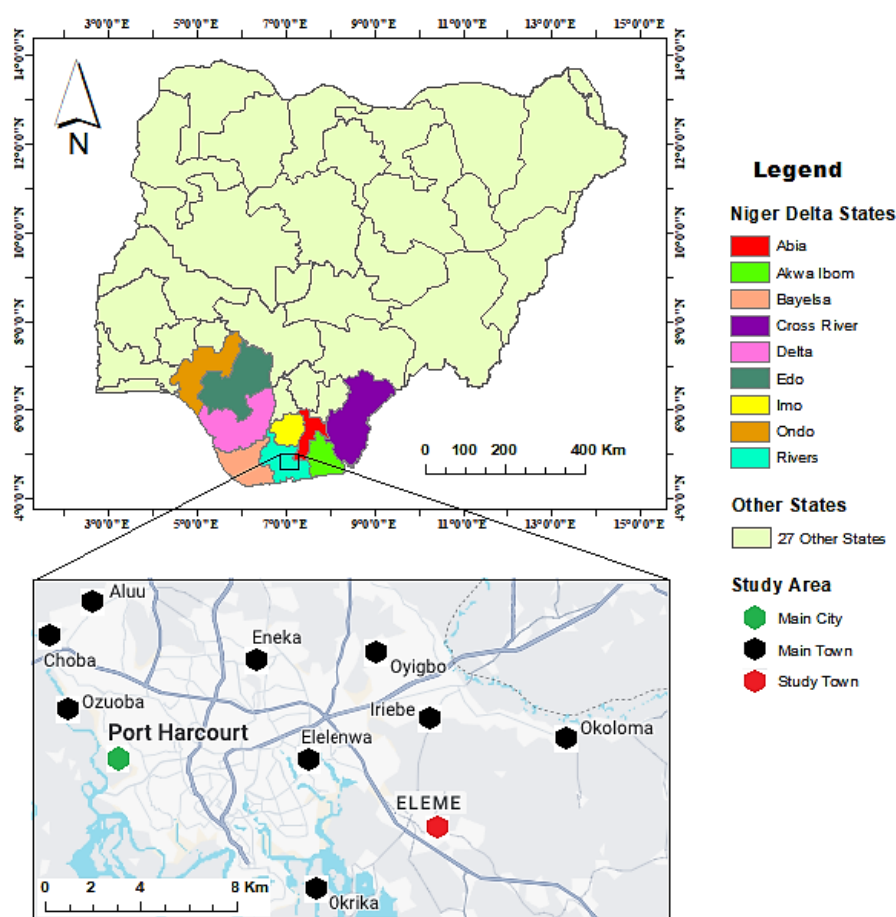 3°0'0"E 5°0'0"E 7°0'0"E 9°0'0"E 11°0'0"E 13°0'0"E 15°0'0"E
14°0'0"N 14°0'0"N
12°0'0"N 12°0'0"N
10°0'0"N 10°0'0"N
8°0'0"N 8°0'0"N
6°0'0"N 6°0'0"N
4°0'0"N 4°0'0"N
N
0 100 200 400 Km
3°0'0"E 5°0'0"E 7°0'0"E 9°0'0"E 11°0'0"E 13°0'0"E 15°0'0"E
Legend
Niger Delta States
Abia
Akwa Ibom
Bayelsa
Cross River
Delta
Edo
Imo
Ondo
Rivers
Other States
27 Other States
Study Area
Main City
Main Town
Study Town
Aluu
Choba
Eneka
Oyigbo
Ozuoba
Iriebe
Port Harcourt
Elelenwa
Okoloma
ELEME
0 2 4 8 Km
Okrika